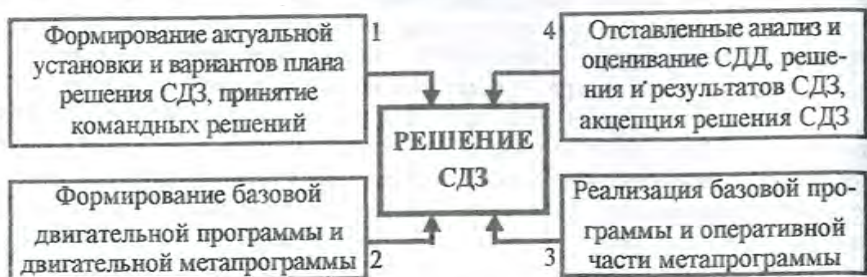 Формирование актуальной
установки и вариантов плана
решения СДЗ, принятие
командных решений
1
4
Отставленные анализ и
оценивание СДД, реше-
ния и результатов СДЗ,
акцепция решения СДЗ
РЕШЕНИЕ
СДЗ
Формирование базовой
двигательной программы и
двигательной метапрограммы
2
3
Реализация базовой про-
граммы и оперативной
части метапрограммы